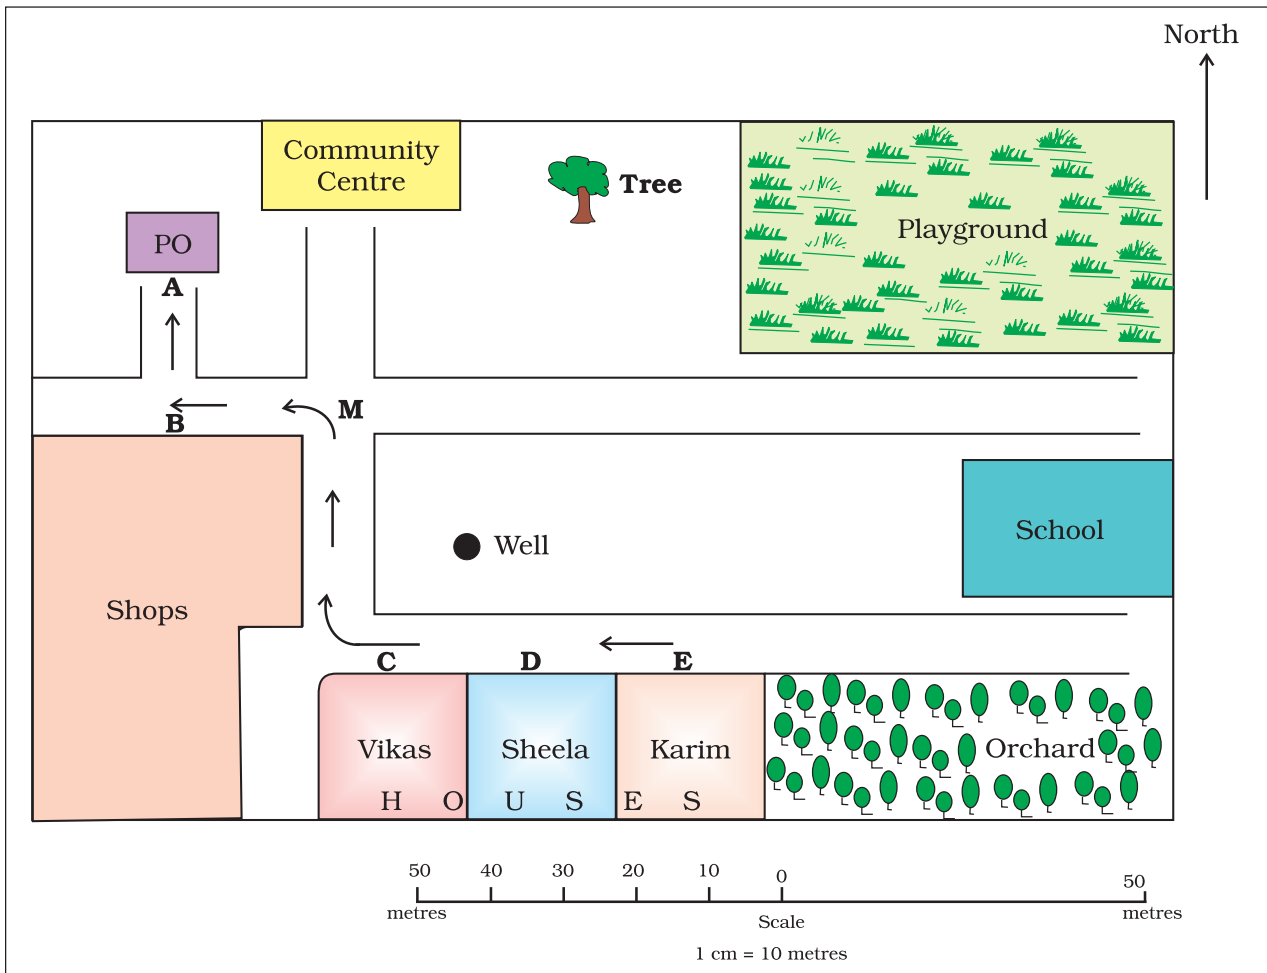 North
Community
Centre
Tree
PO
Playground
A
M
B
School
Well
Shops
C D E
Vikas Sheela Karim Orchard
H O U S E S
50 40 30 20 10 0 50
metres metres
Scale
1 cm = 10 metres